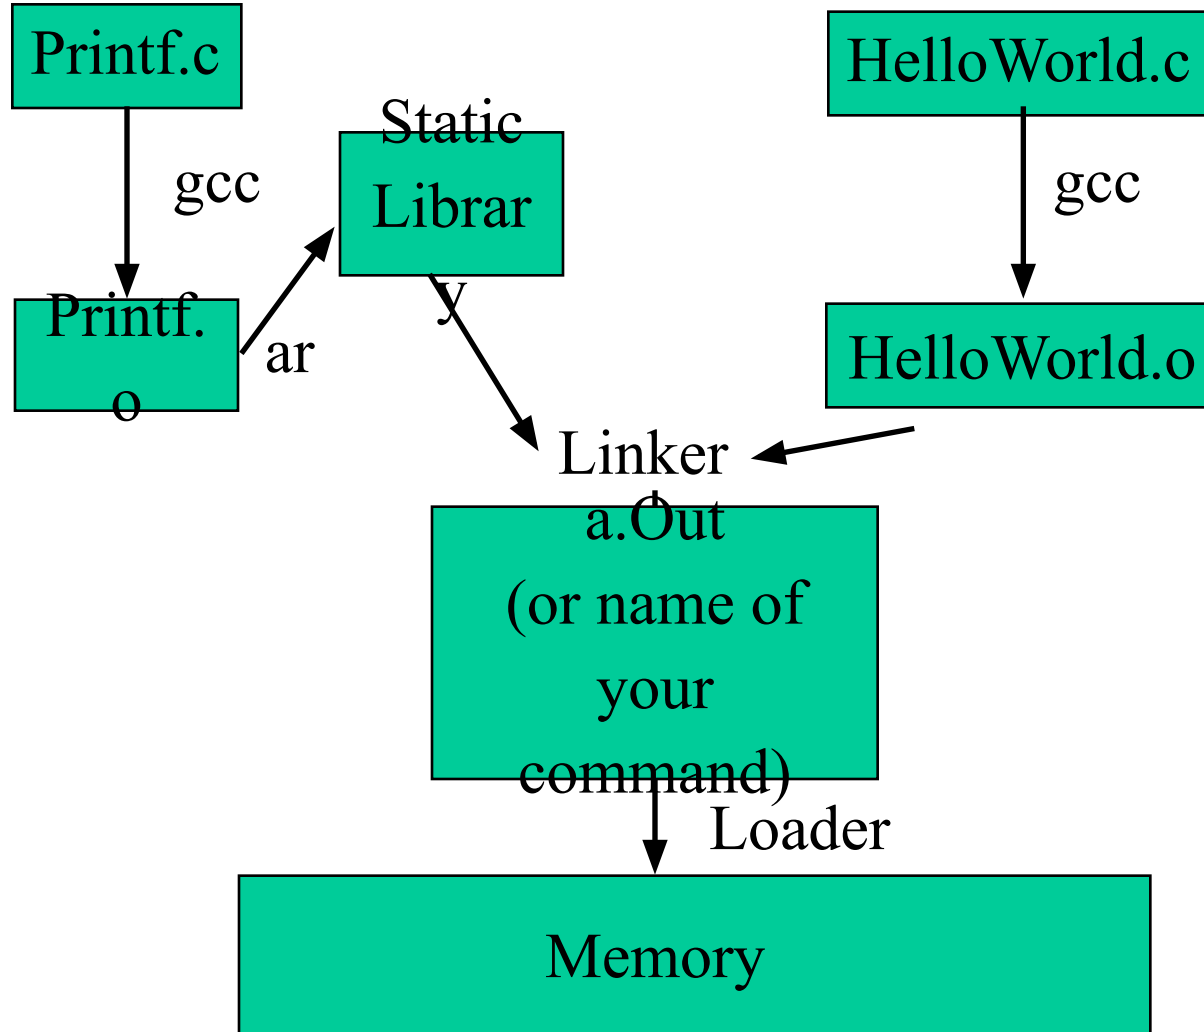 Printf.c
HelloWorld.c
Static
Librar
y
gcc
gcc
Printf.
o
ar
HelloWorld.o
Linker
a.Out
(or name of
your
command)
Loader
Memory